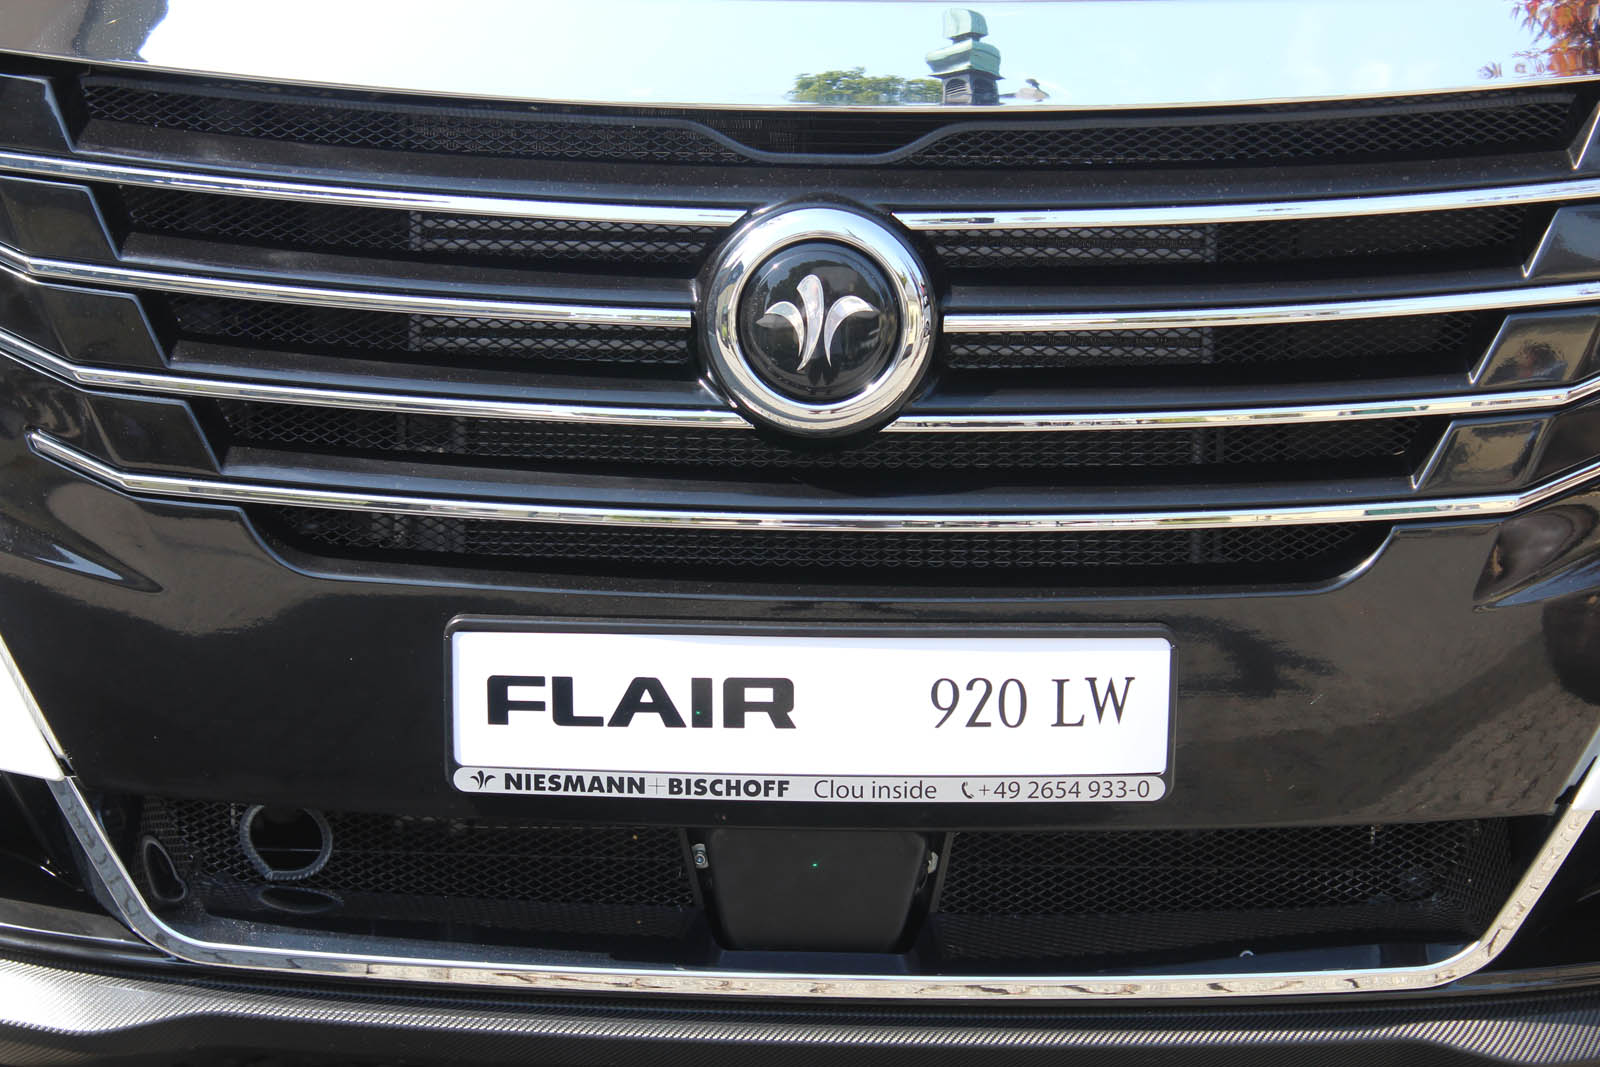 FLAIR 920 LW
NIESMANN+BISCHOFF Clou inside +49 2654 933-0